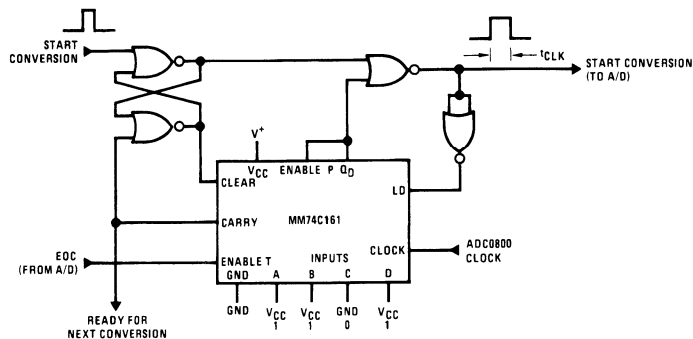 START
CONVERSION
tCLK
START CONVERSION
(TO A/D)
V+
VCC
ENABLE P QD
CLEAR
LD
MM74C161
CARRY
CLOCK
ADC0800
CLOCK
EOC
(FROM A/D)
ENABLE T
INPUTS
GND
A
B
C
D
GND
VCC
1
VCC
1
GND
0
VCC
1
READY FOR
NEXT CONVERSION